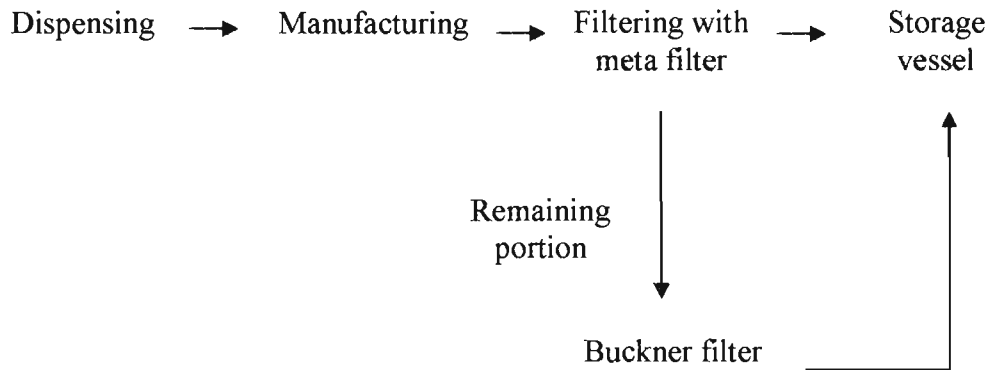 Dispensing
Manufacturing
Filtering with
meta filter
Storage
vessel
Remaining
portion
Buckner filter